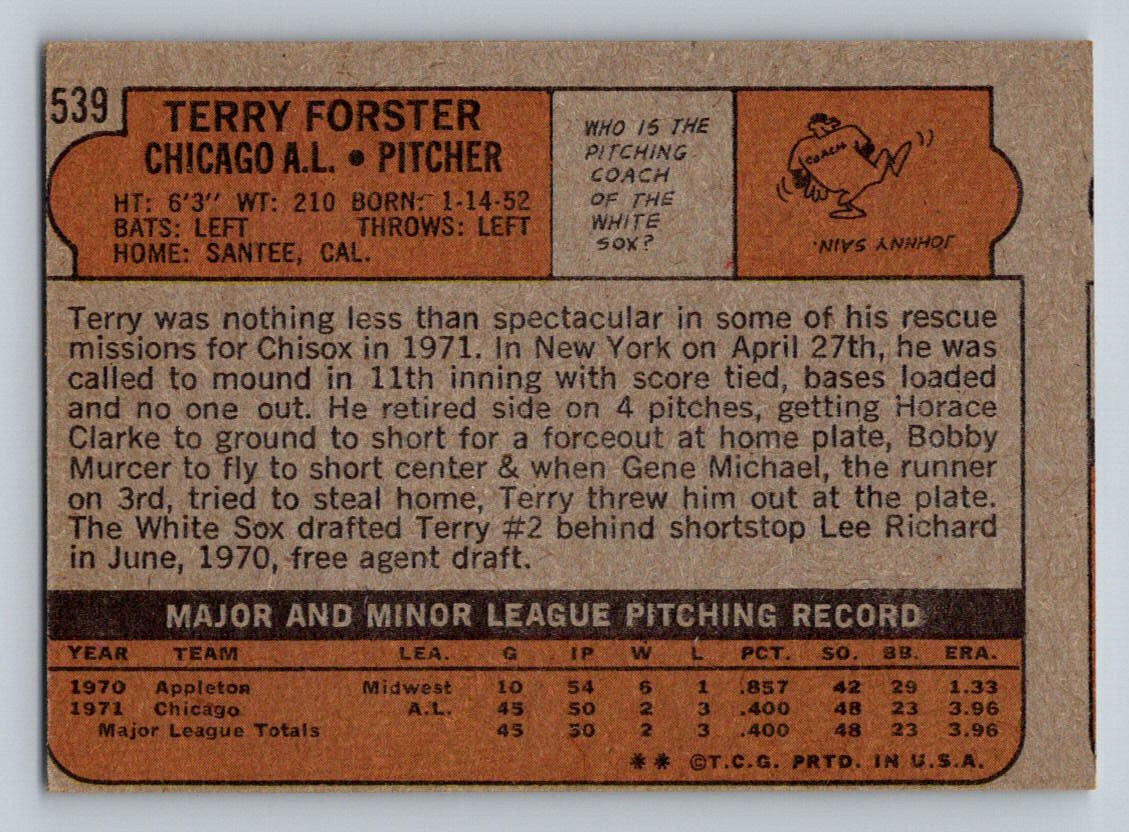 539
TERRY FORSTER
CHICAGO A.L. • PITCHER
HT: 6'3" WT: 210 BORN: 1-14-52
BATS: LEFT THROWS: LEFT
HOME: SANTEE, CAL.
WHO IS THE
PITCHING
COACH
OF THE
WHITE
SOX?
COACH
JOHNNY SAIN.
Terry was nothing less than spectacular in some of his rescue
missions for Chisox in 1971. In New York on April 27th, he was
called to mound in 11th inning with score tied, bases loaded
and no one out. He retired side on 4 pitches, getting Horace
Clarke to ground to short for a forceout at home plate, Bobby
Murcer to fly to short center & when Gene Michael, the runner
on 3rd, tried to steal home, Terry threw him out at the plate.
The White Sox drafted Terry #2 behind shortstop Lee Richard
in June, 1970, free agent draft.
MAJOR AND MINOR LEAGUE PITCHING RECORD
YEAR TEAM LEA. G IP W L PCT. SO. BB. ERA.
1970 Appleton Midwest 10 54 6 1 .857 42 29 1.33
1971 Chicago A.L. 45 50 2 3 .400 48 23 3.96
Major League Totals 45 50 2 3 .400 48 23 3.96
** ©T.C.G. PRTD. IN U.S.A.